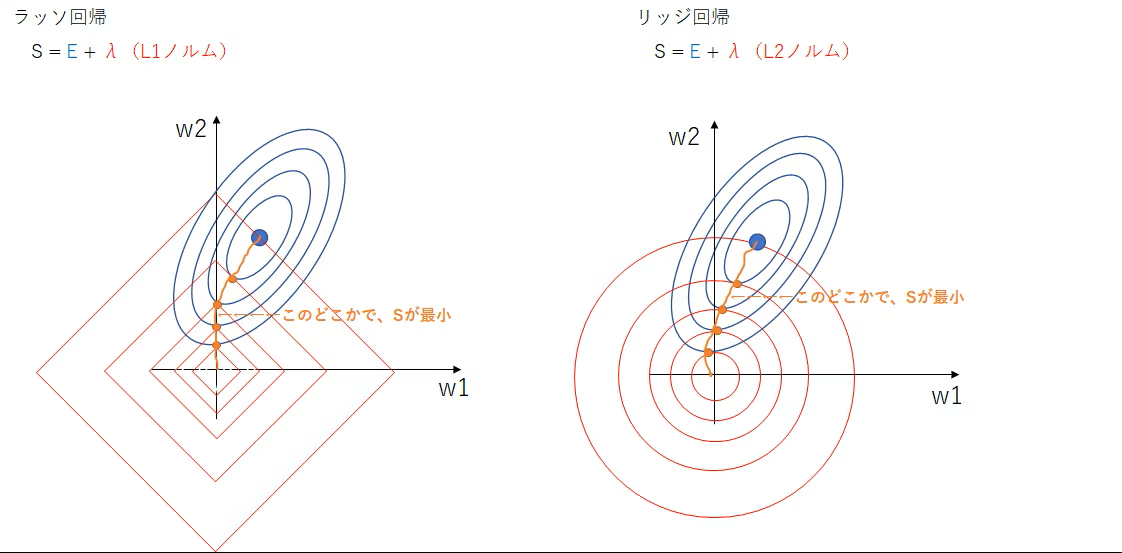 ラッソ回帰
S = E + λ （L1ノルム）
w2
このどこかで、Sが最小
w1
リッジ回帰
S = E + λ （L2ノルム）
w2
このどこかで、Sが最小
w1